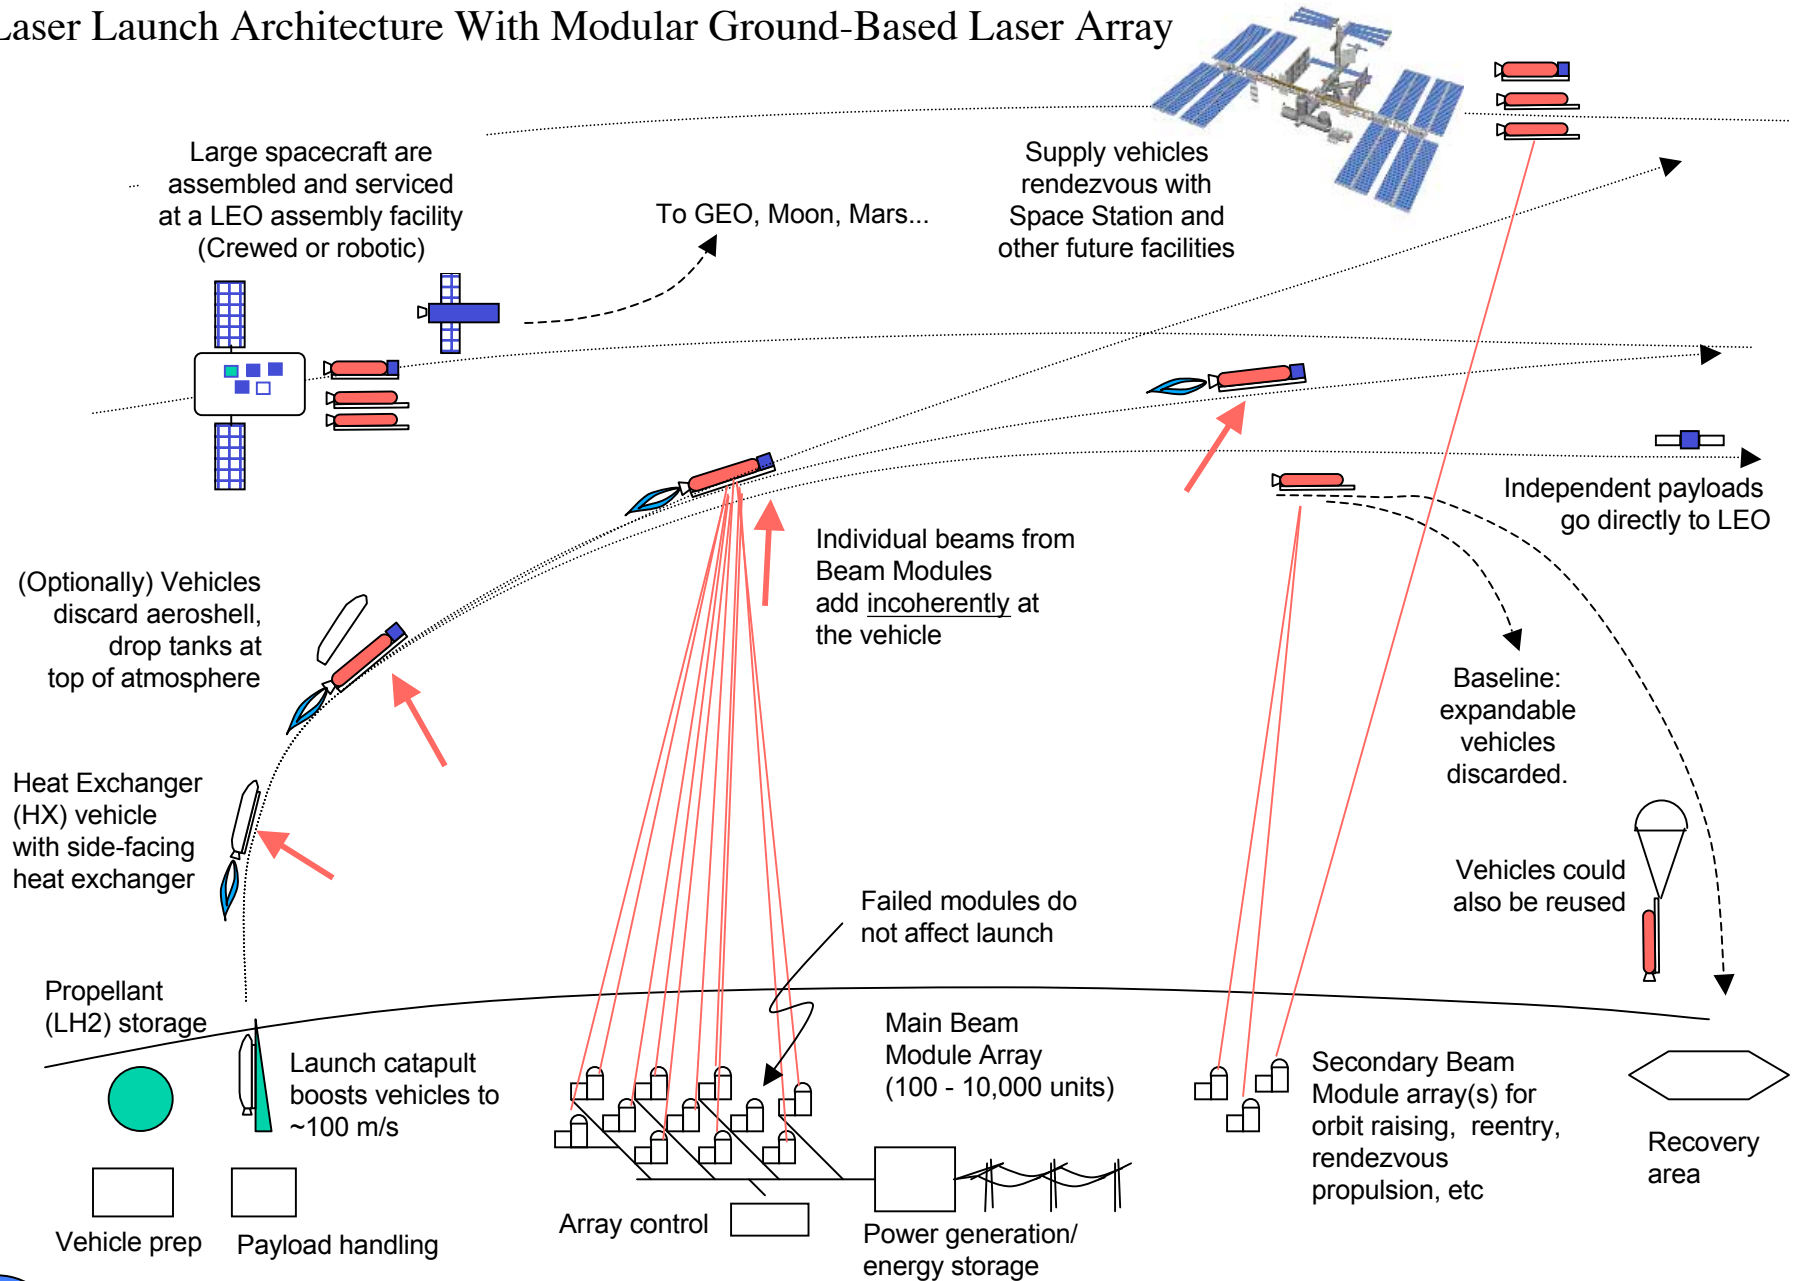 Laser Launch Architecture With Modular Ground-Based Laser Array
Large spacecraft are
assembled and serviced
at a LEO assembly facility
(Crewed or robotic)
To GEO, Moon, Mars...
Supply vehicles
rendezvous with
Space Station and
other future facilities
Independent payloads
go directly to LEO
Individual beams from
Beam Modules
add incoherently at
the vehicle
(Optionally) Vehicles
discard aeroshell,
drop tanks at
top of atmosphere
Baseline:
expandable
vehicles
discarded.
Heat Exchanger
(HX) vehicle
with side-facing
heat exchanger
Vehicles could
also be reused
Failed modules do
not affect launch
Propellant
(LH2) storage
Launch catapult
boosts vehicles to
~100 m/s
Main Beam
Module Array
(100 - 10,000 units)
Secondary Beam
Module array(s) for
orbit raising, reentry,
rendezvous
propulsion, etc
Recovery
area
Vehicle prep
Payload handling
Array control
Power generation/
energy storage